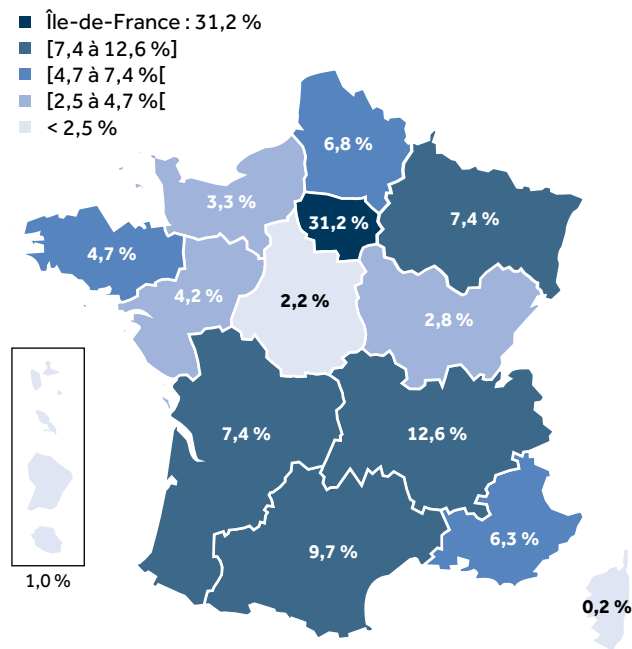 Île-de-France : 31,2 %
[7,4 à 12,6 %]
[4,7 à 7,4 %[
[2,5 à 4,7 %[
< 2,5 %
6,8 %
3,3 %
31,2 %
7,4 %
4,7 %
4,2 %
2,2 %
2,8 %
7,4 %
12,6 %
9,7 %
6,3 %
1,0 %
0,2 %